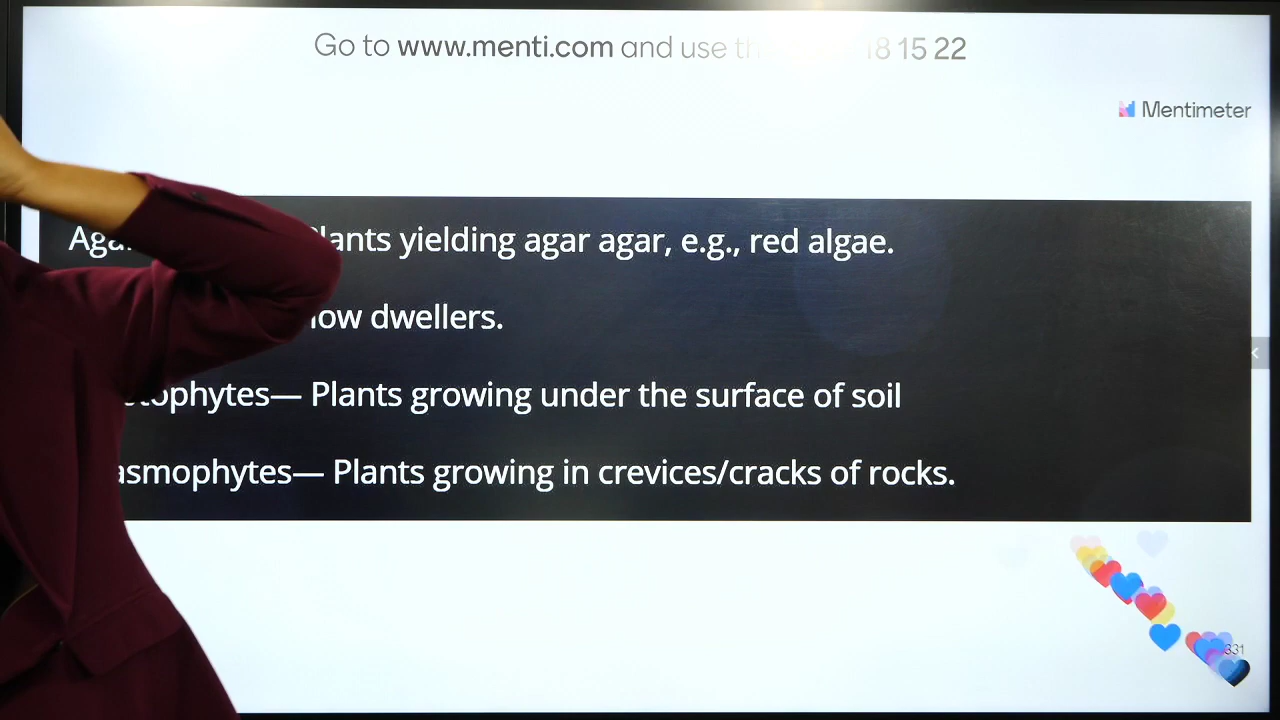 Go to www.menti.com and use 18 15 22
Mentimeter
yielding agar agar, e.g., red algae.
dwellers.
Plants growing under the surface of soil
Plants growing in crevices/cracks of rocks.
331